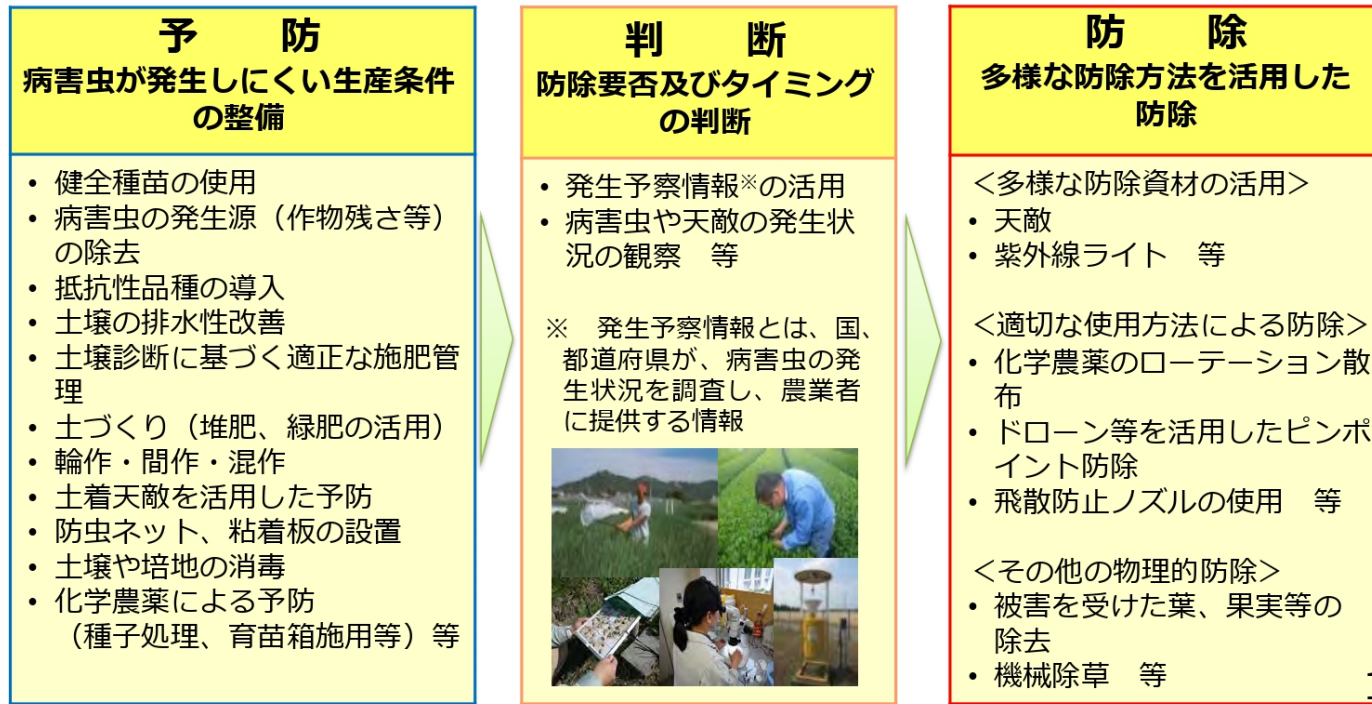 予　防
病害虫が発生しにくい生産条件
の整備
• 健全種苗の使用
• 病害虫の発生源（作物残さ等）
の除去
• 抵抗性品種の導入
• 土壌の排水性改善
• 土壌診断に基づく適正な施肥管
理
• 土づくり（堆肥、緑肥の活用）
• 輪作・間作・混作
• 土着天敵を活用した予防
• 防虫ネット、粘着板の設置
• 土壌や培地の消毒
• 化学農薬による予防
（種子処理、育苗箱施用等）等
判　断
防除要否及びタイミング
の判断
• 発生予察情報※の活用
• 病害虫や天敵の発生状
況の観察　等
※　発生予察情報とは、国、
都道府県が、病害虫の発
生状況を調査し、農業者
に提供する情報
防　除
多様な防除方法を活用した
防除
＜多様な防除資材の活用＞
• 天敵
• 紫外線ライト　等
＜適切な使用方法による防除＞
• 化学農薬のローテーション散
布
• ドローン等を活用したピンポ
イント防除
• 飛散防止ノズルの使用　等
＜その他の物理的防除＞
• 被害を受けた葉、果実等の
除去
• 機械除草　等